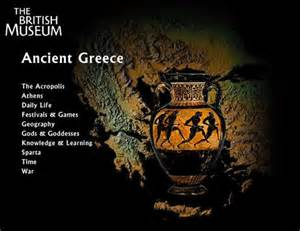 THE
BRITISH
MUSEUM
Ancient Greece
The Acropolis
Athens
Daily Life
Festivals & Games
Geography
Gods & Goddesses
Knowledge & Learning
Sparta
Time
War